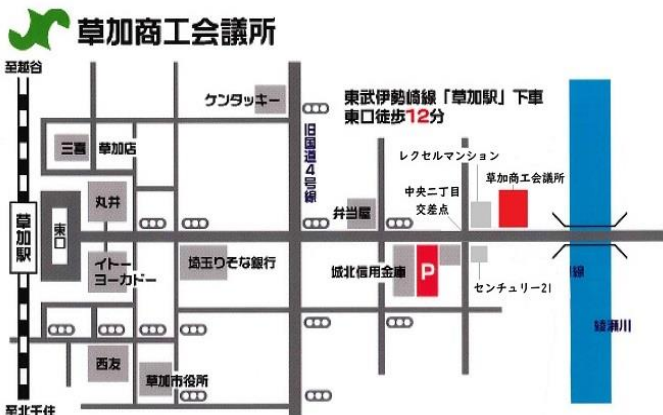 草加商工会議所
至越谷
ケンタッキー
東武伊勢崎線「草加駅」下車
東口徒歩12分
旧国道4号線
三喜 草加店
レクセルマンション
草加商工会議所
丸井
弁当屋
中央二丁目
交差点
草加駅
東口
イトー
ヨーカドー
埼玉りそな銀行
城北信用金庫
P
センチュリー21
線
綾瀬川
西友
草加市役所
至北千住